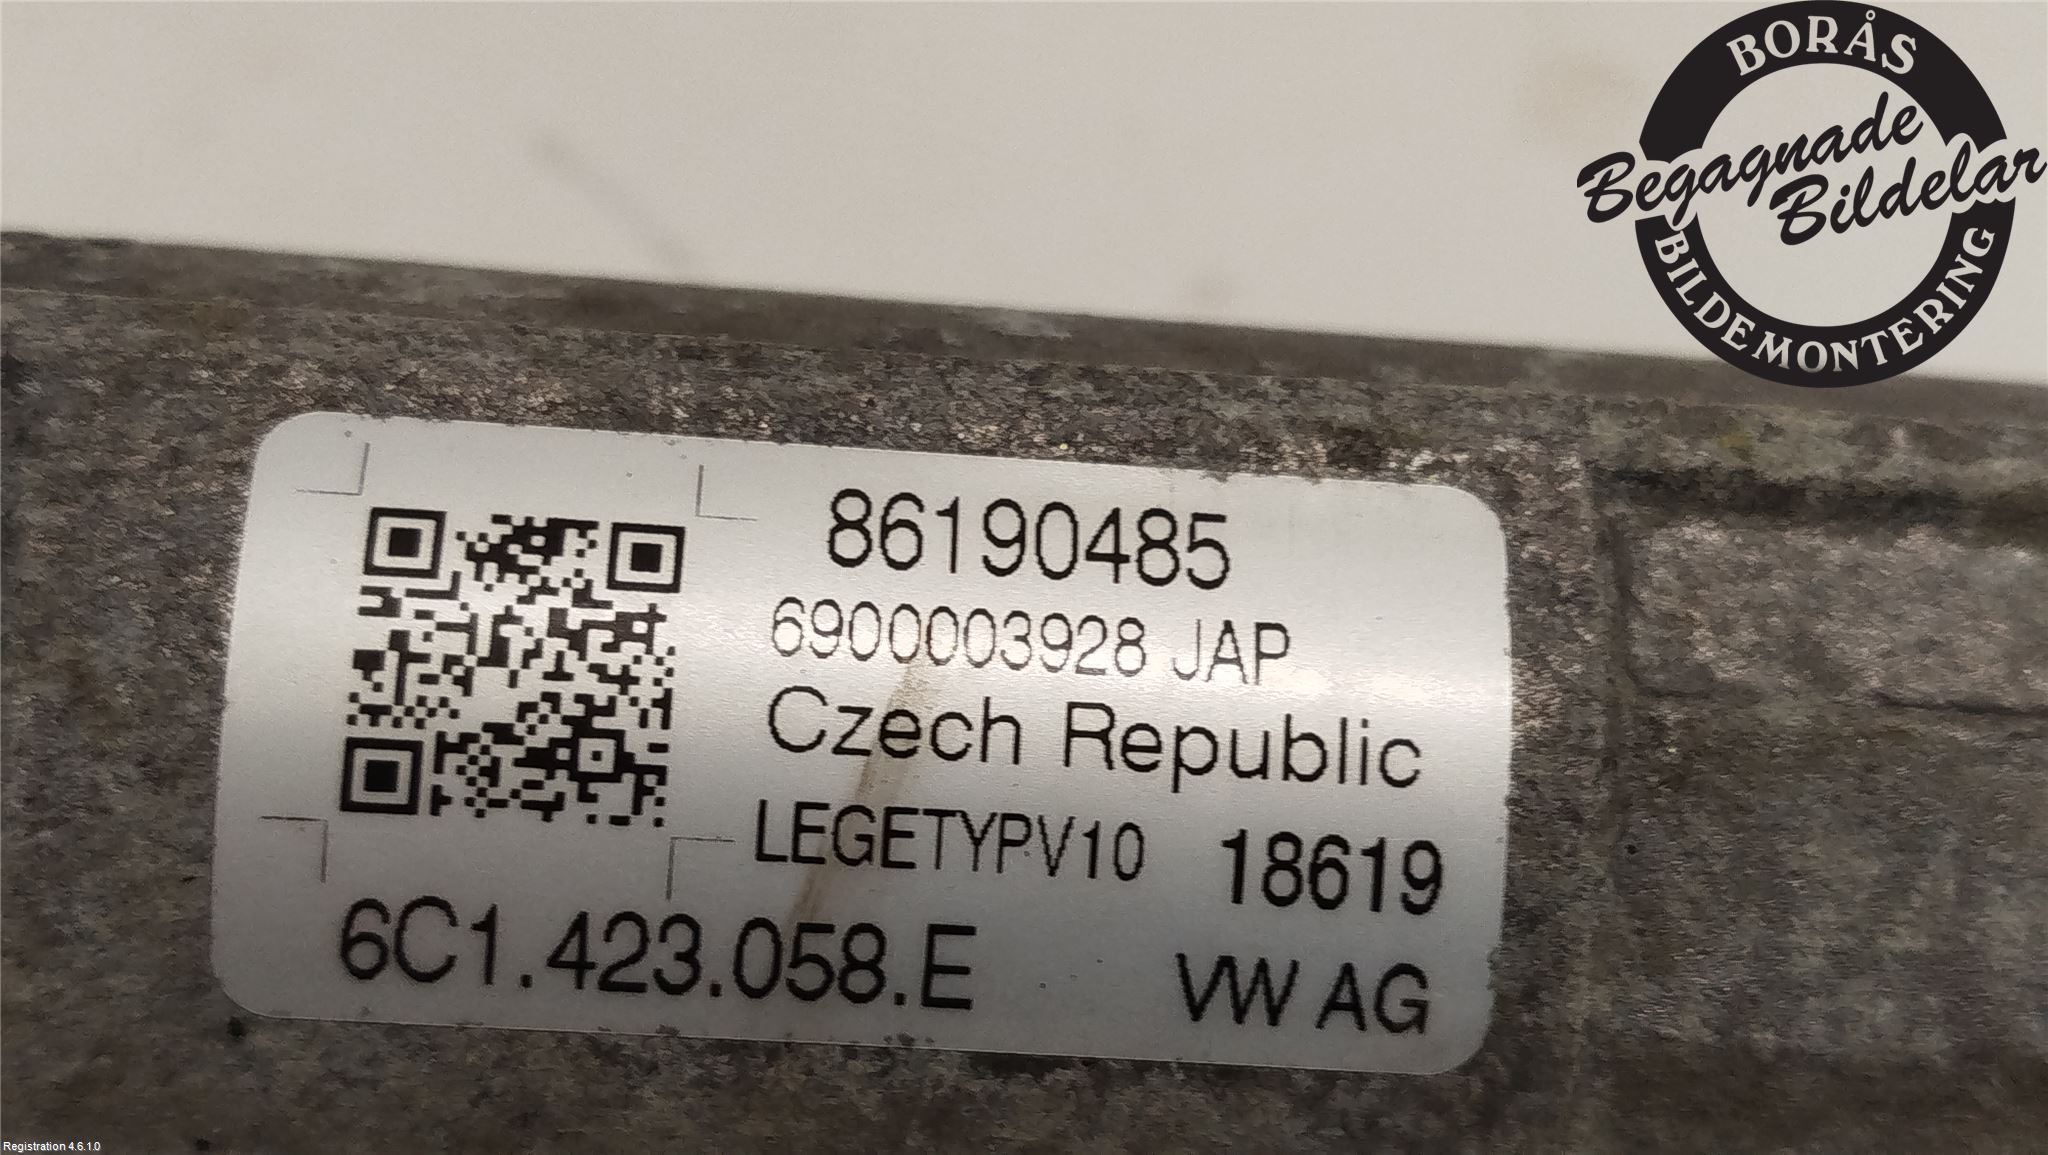 BORÅS
Begagnade
Bildelar
BILDEMONTERING
86190485
6900003928 JAP
Czech Republic
LEGETYPV10 18619
6C1.423.058.E VW AG
Registration 4.6.1.0